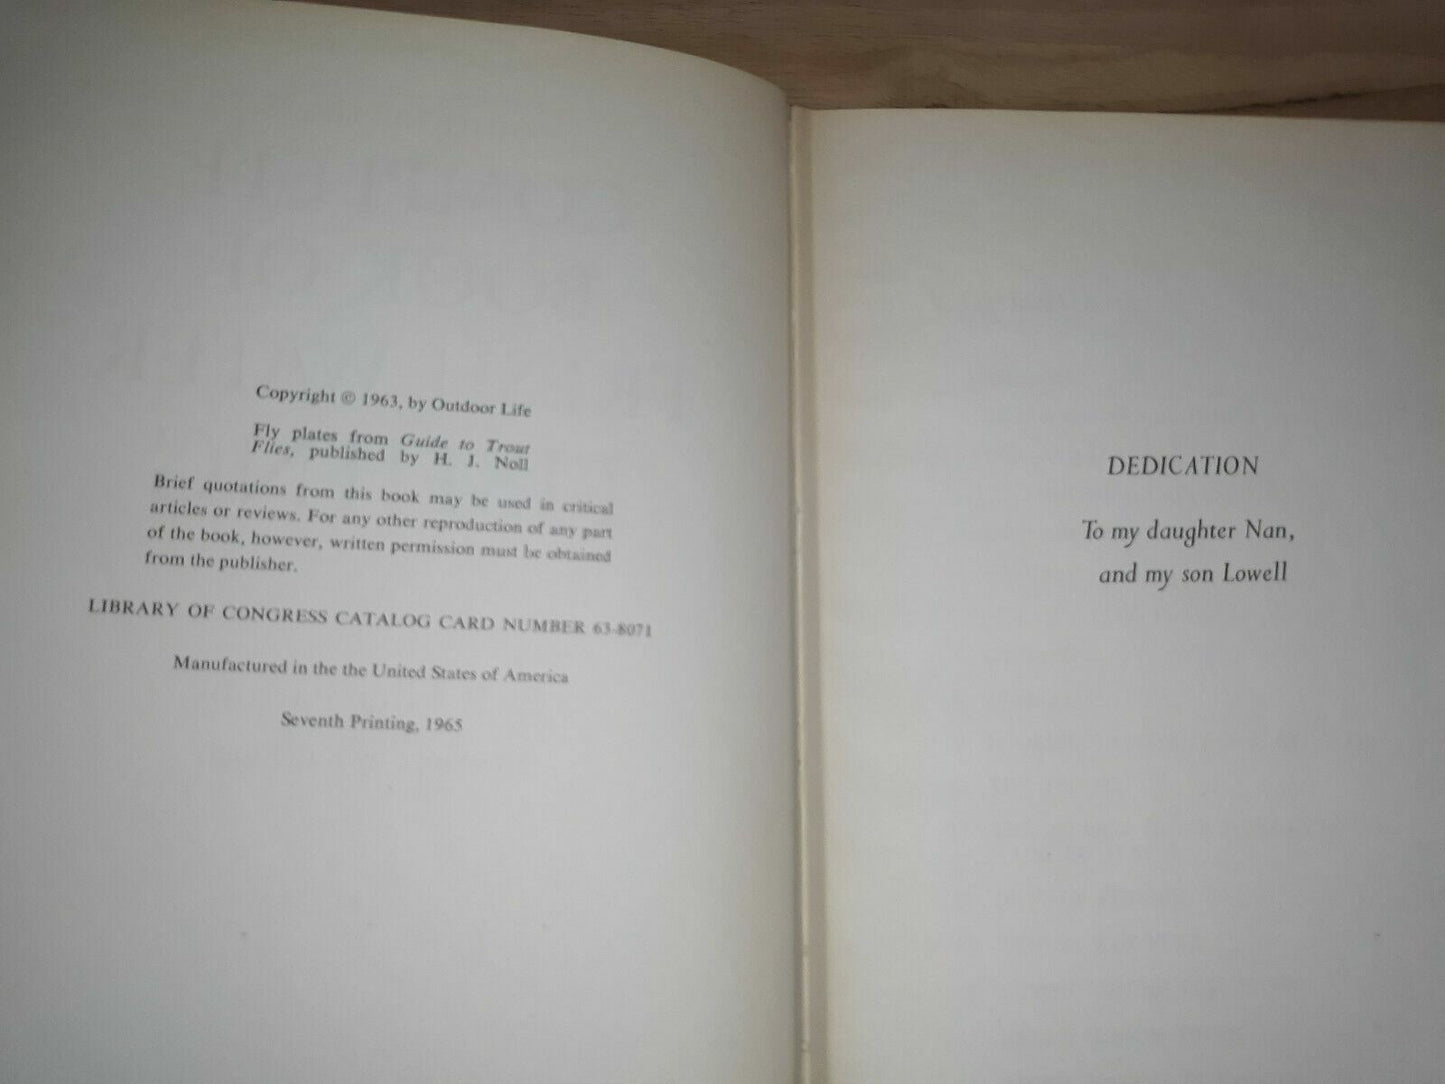 Copyright © 1963, by Outdoor Life
Fly plates from Guide to Trout
Flies, published by H. J. Noll
Brief quotations from this book may be used in critical
articles or reviews. For any other reproduction of any part
of the book, however, written permission must be obtained
from the publisher.
LIBRARY OF CONGRESS CATALOG CARD NUMBER 63-8071
Manufactured in the the United States of America
Seventh Printing, 1965
DEDICATION
To my daughter Nan,
and my son Lowell